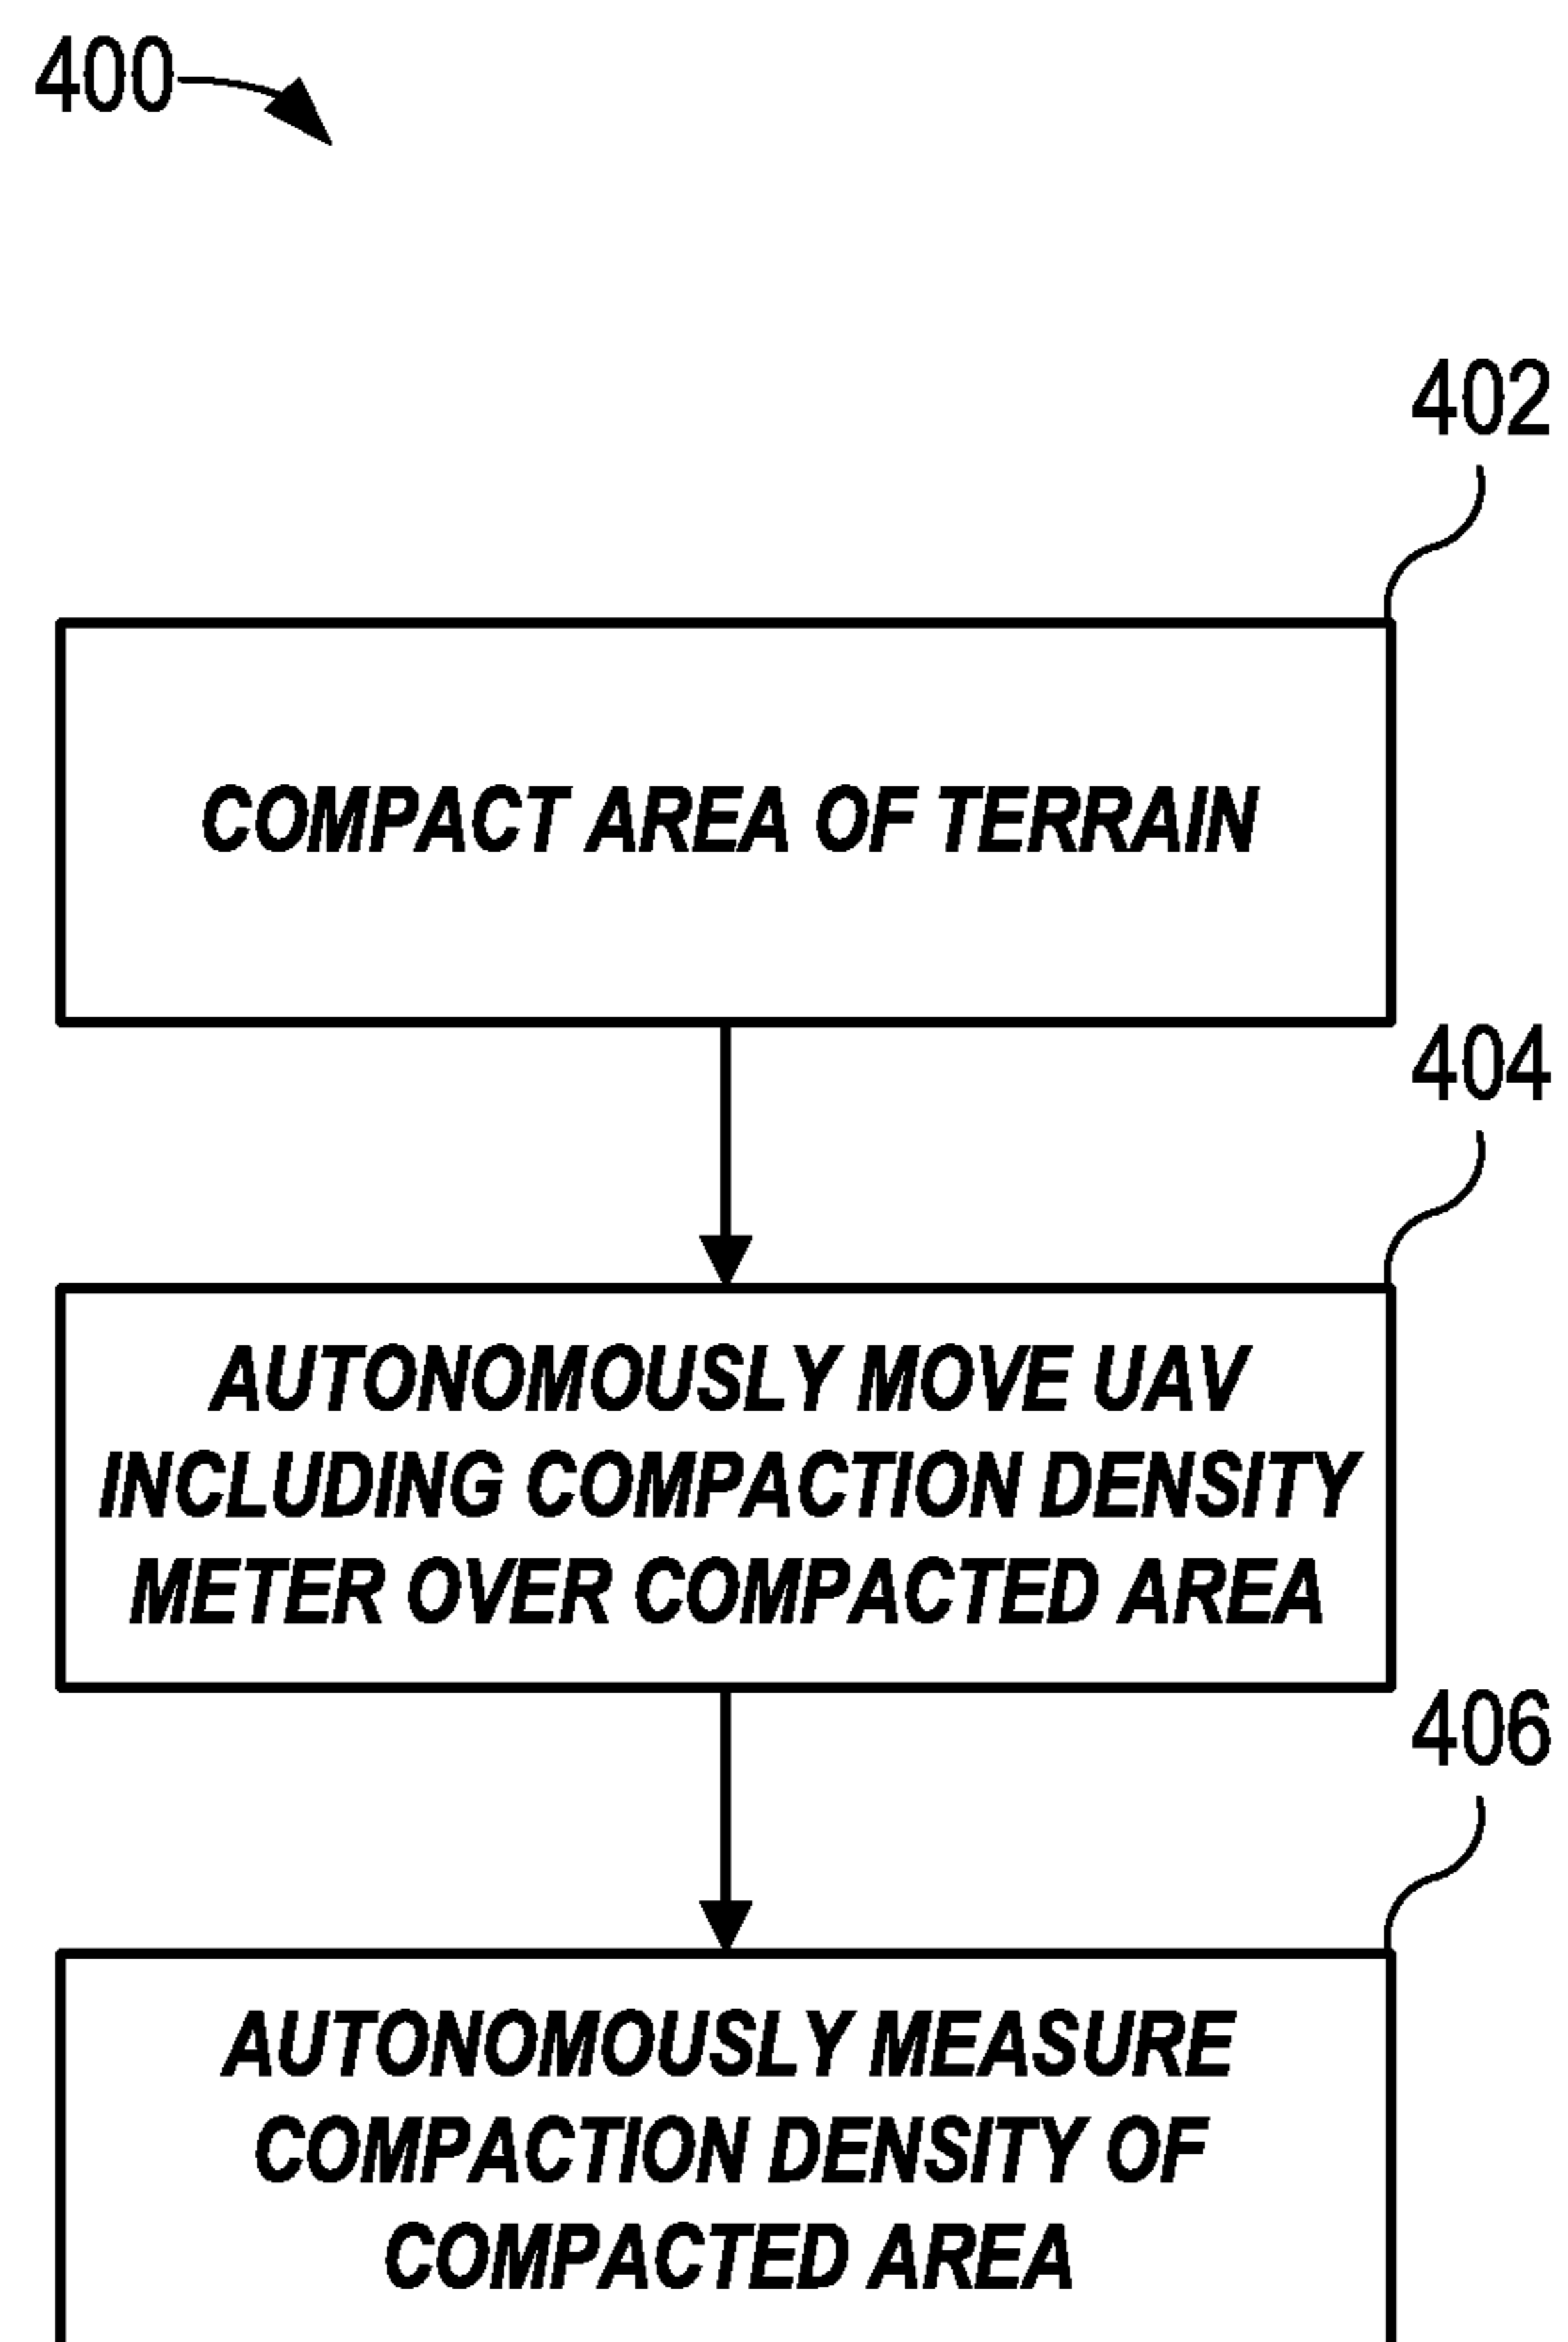 400
402
COMPACT AREA OF TERRAIN
404
AUTONOMOUSLY MOVE UAV
INCLUDING COMPACTION DENSITY
METER OVER COMPACTED AREA
406
AUTONOMOUSLY MEASURE
COMPACTION DENSITY OF
COMPACTED AREA